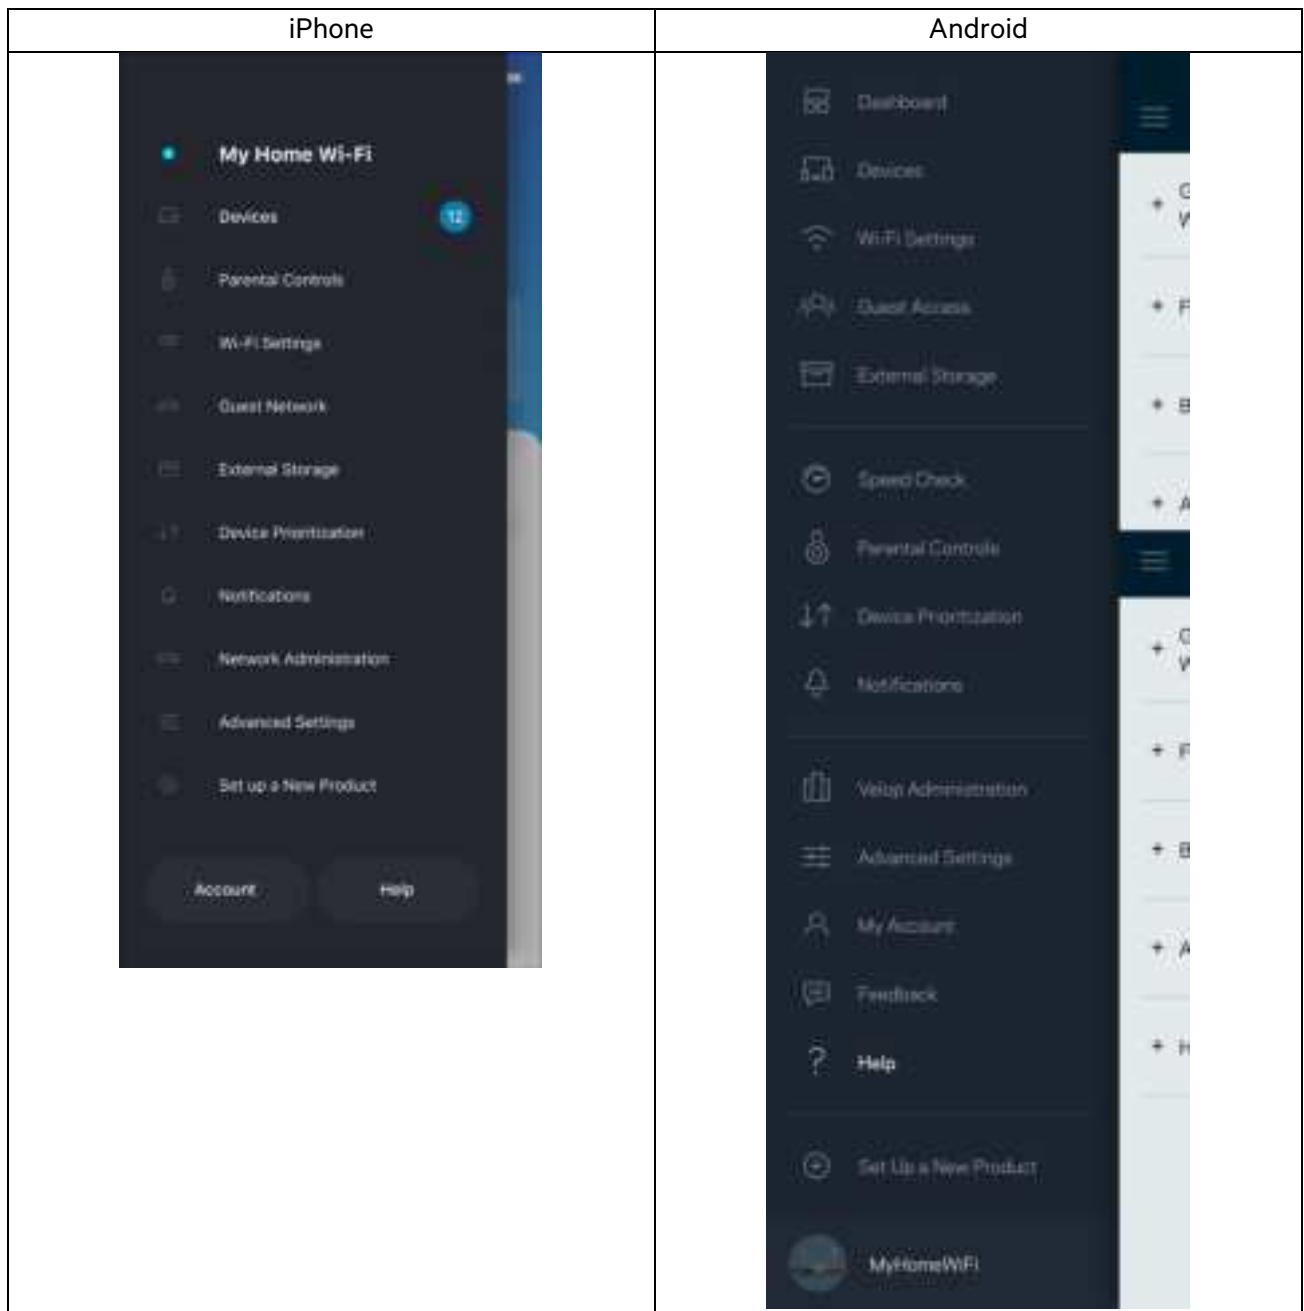 iPhone
Android
My Home Wi-Fi
Devices
12
Parental Controls
Wi-Fi Settings
Guest Network
External Storage
Device Prioritization
Notifications
Network Administration
Advanced Settings
Set up a New Product
Account
Help
Dashboard
Devices
Wi-Fi Settings
Guest Access
External Storage
Speed Check
Parental Controls
Device Prioritization
Notifications
Velop Administration
Advanced Settings
My Account
Feedback
Help
Set Up a New Product
MyHomeWiFi